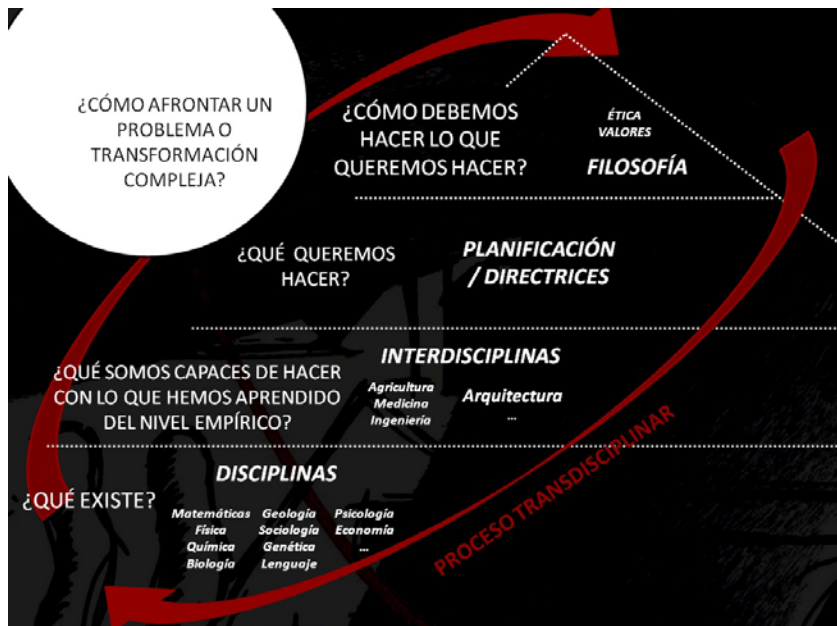 ¿CÓMO AFRONTAR UN
PROBLEMA O
TRANSFORMACIÓN
COMPLEJA?
¿CÓMO DEBEMOS
HACER LO QUE
QUEREMOS HACER?
ÉTICA
VALORES
FILOSOFÍA
¿QUÉ QUEREMOS
HACER?
PLANIFICACIÓN
/ DIRECTRICES
¿QUÉ SOMOS CAPACES DE HACER
CON LO QUE HEMOS APRENDIDO
DEL NIVEL EMPÍRICO?
INTERDISCIPLINAS
Agricultura
Medicina
Ingeniería
Arquitectura
...
¿QUÉ EXISTE?
DISCIPLINAS
Matemáticas
Física
Química
Biología
Geología
Sociología
Genética
Lenguaje
Psicología
Economía
...
PROCESO TRANSDISCIPLINAR